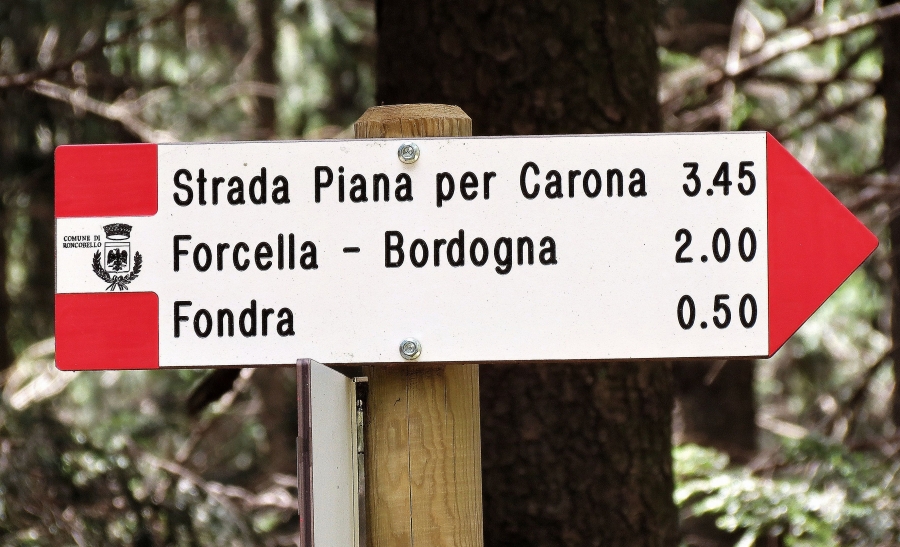 Strada Piana per Carona 3.45
COMUNE DI
RONCOBELLO
Forcella - Bordogna 2.00
Fondra 0.50